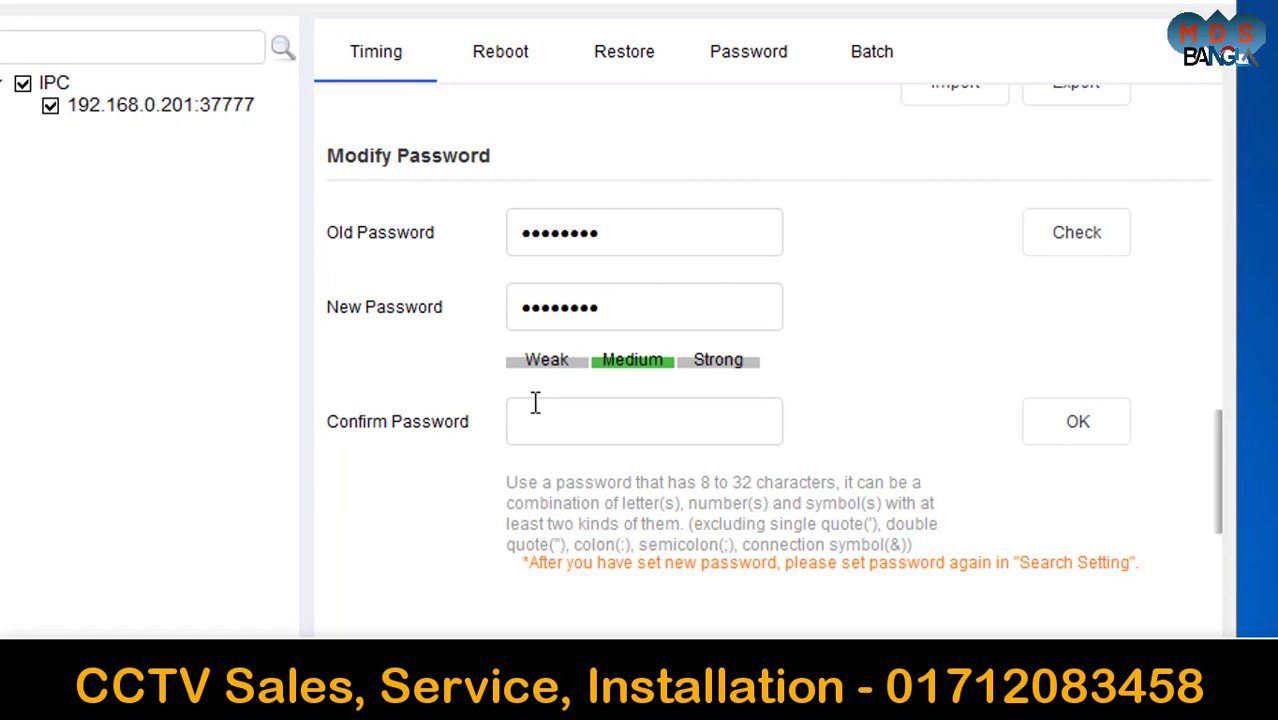 M D S
BANGLA
Timing
Reboot
Restore
Password
Batch
IPC
192.168.0.201:37777
Import
Export
Modify Password
Old Password
••••••••
Check
New Password
••••••••
Weak
Medium
Strong
Confirm Password
OK
Use a password that has 8 to 32 characters, it can be a
combination of letter(s), number(s) and symbol(s) with at
least two kinds of them. (excluding single quote('), double
quote("), colon(:), semicolon(;), connection symbol(&))
*After you have set new password, please set password again in "Search Setting".
CCTV Sales, Service, Installation - 01712083458